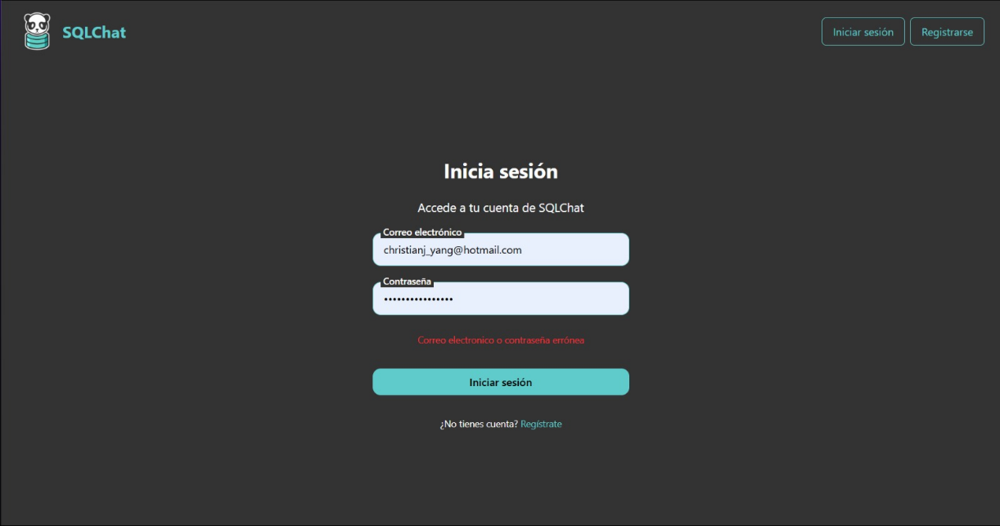 SQLChat
Iniciar sesión
Registrarse
Inicia sesión
Accede a tu cuenta de SQLChat
Correo electrónico
christianj_yang@hotmail.com
Contraseña
••••••••••••••••
Correo electronico o contraseña errónea
Iniciar sesión
¿No tienes cuenta? Regístrate